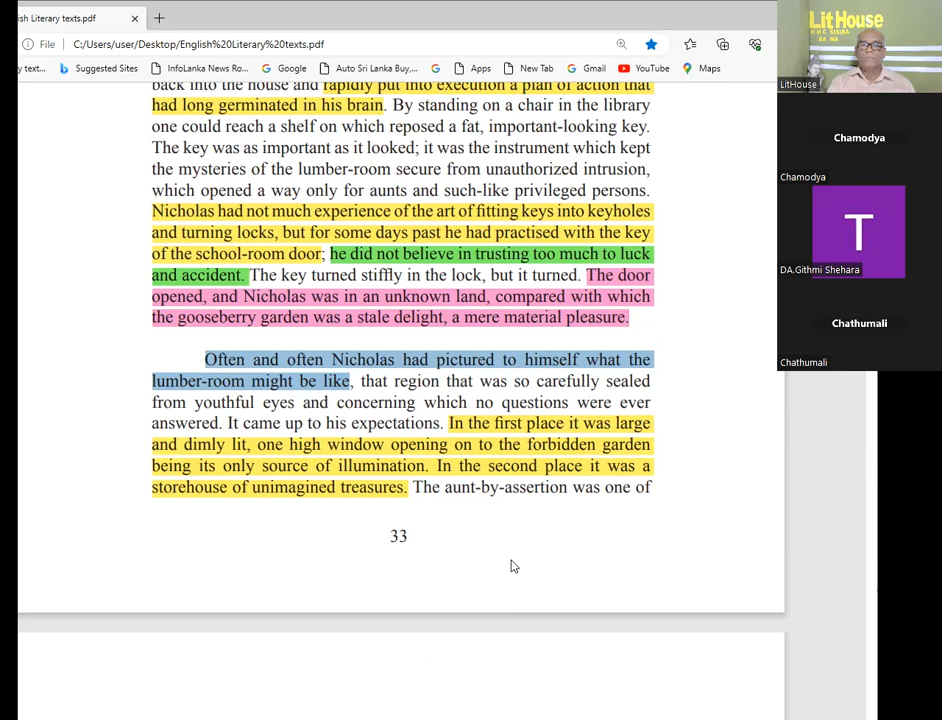 sh Literary texts.pdf
File
C:/Users/user/Desktop/English%20Literary%20texts.pdf
y text...
Suggested Sites
InfoLanka News Ro...
Google
Auto Sri Lanka Buy,...
Apps
New Tab
Gmail
YouTube
Maps
back into the house and rapidly put into execution a plan of action that
had long germinated in his brain. By standing on a chair in the library
one could reach a shelf on which reposed a fat, important-looking key.
The key was as important as it looked; it was the instrument which kept
the mysteries of the lumber-room secure from unauthorized intrusion,
which opened a way only for aunts and such-like privileged persons.
Nicholas had not much experience of the art of fitting keys into keyholes
and turning locks, but for some days past he had practised with the key
of the school-room door; he did not believe in trusting too much to luck
and accident. The key turned stiffly in the lock, but it turned. The door
opened, and Nicholas was in an unknown land, compared with which
the gooseberry garden was a stale delight, a mere material pleasure.
Often and often Nicholas had pictured to himself what the
lumber-room might be like, that region that was so carefully sealed
from youthful eyes and concerning which no questions were ever
answered. It came up to his expectations. In the first place it was large
and dimly lit, one high window opening on to the forbidden garden
being its only source of illumination. In the second place it was a
storehouse of unimagined treasures. The aunt-by-assertion was one of
33
Lit House
LitHouse
Chamodya
Chamodya
T
DA.Githmi Shehara
Chathumali
Chathumali